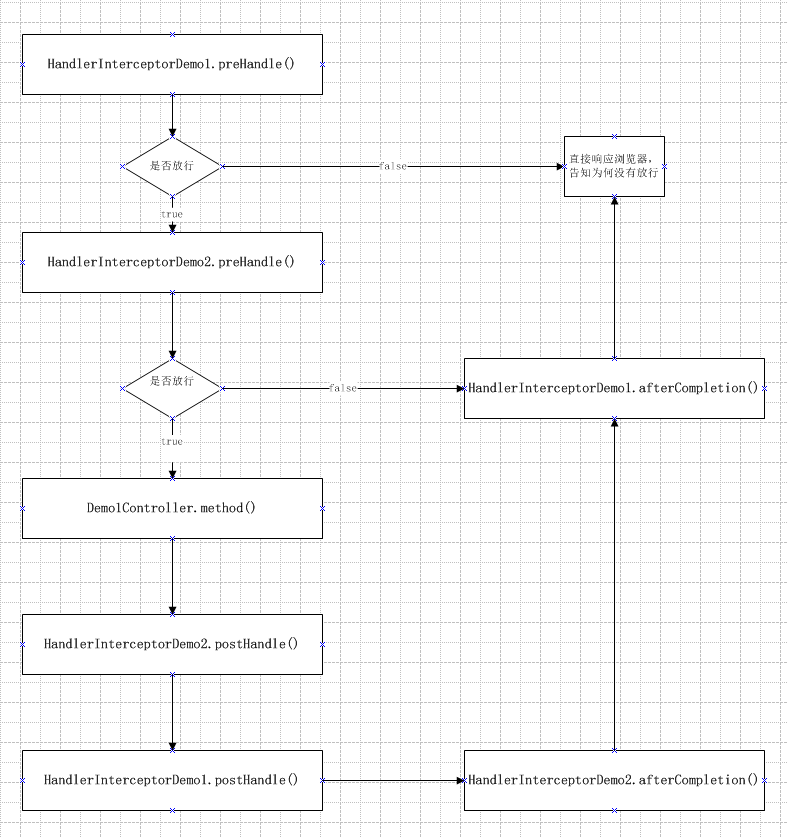 HandlerInterceptorDemo1.preHandle()
是否放行
false
直接响应浏览器，
告知为何没有放行
true
HandlerInterceptorDemo2.preHandle()
是否放行
false
HandlerInterceptorDemo1.afterCompletion()
true
Demo1Controller.method()
HandlerInterceptorDemo2.postHandle()
HandlerInterceptorDemo1.postHandle()
HandlerInterceptorDemo2.afterCompletion()